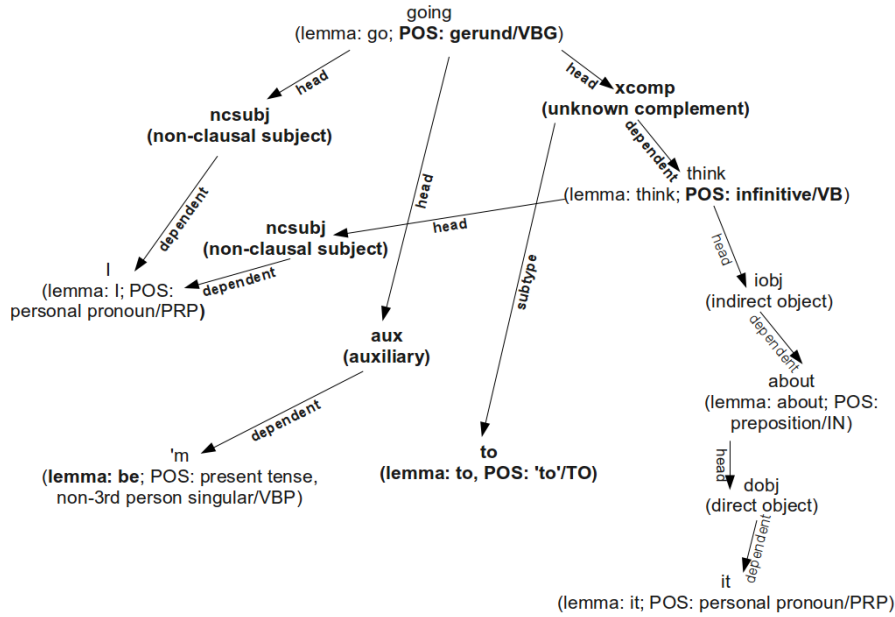 going
(lemma: go; POS: gerund/VBG)
head
head
head
xcomp
(unknown complement)
ncsubj
(non-clausal subject)
dependent
think
(lemma: think; POS: infinitive/VB)
dependent
ncsubj
(non-clausal subject)
head
head
subtype
I
(lemma: I; POS:
personal pronoun/PRP)
dependent
iobj
(indirect object)
dependent
aux
(auxiliary)
about
(lemma: about; POS:
preposition/IN)
dependent
head
'm
(lemma: be; POS: present tense,
non-3rd person singular/VBP)
to
(lemma: to, POS: 'to'/TO)
dobj
(direct object)
dependent
it
(lemma: it; POS: personal pronoun/PRP)